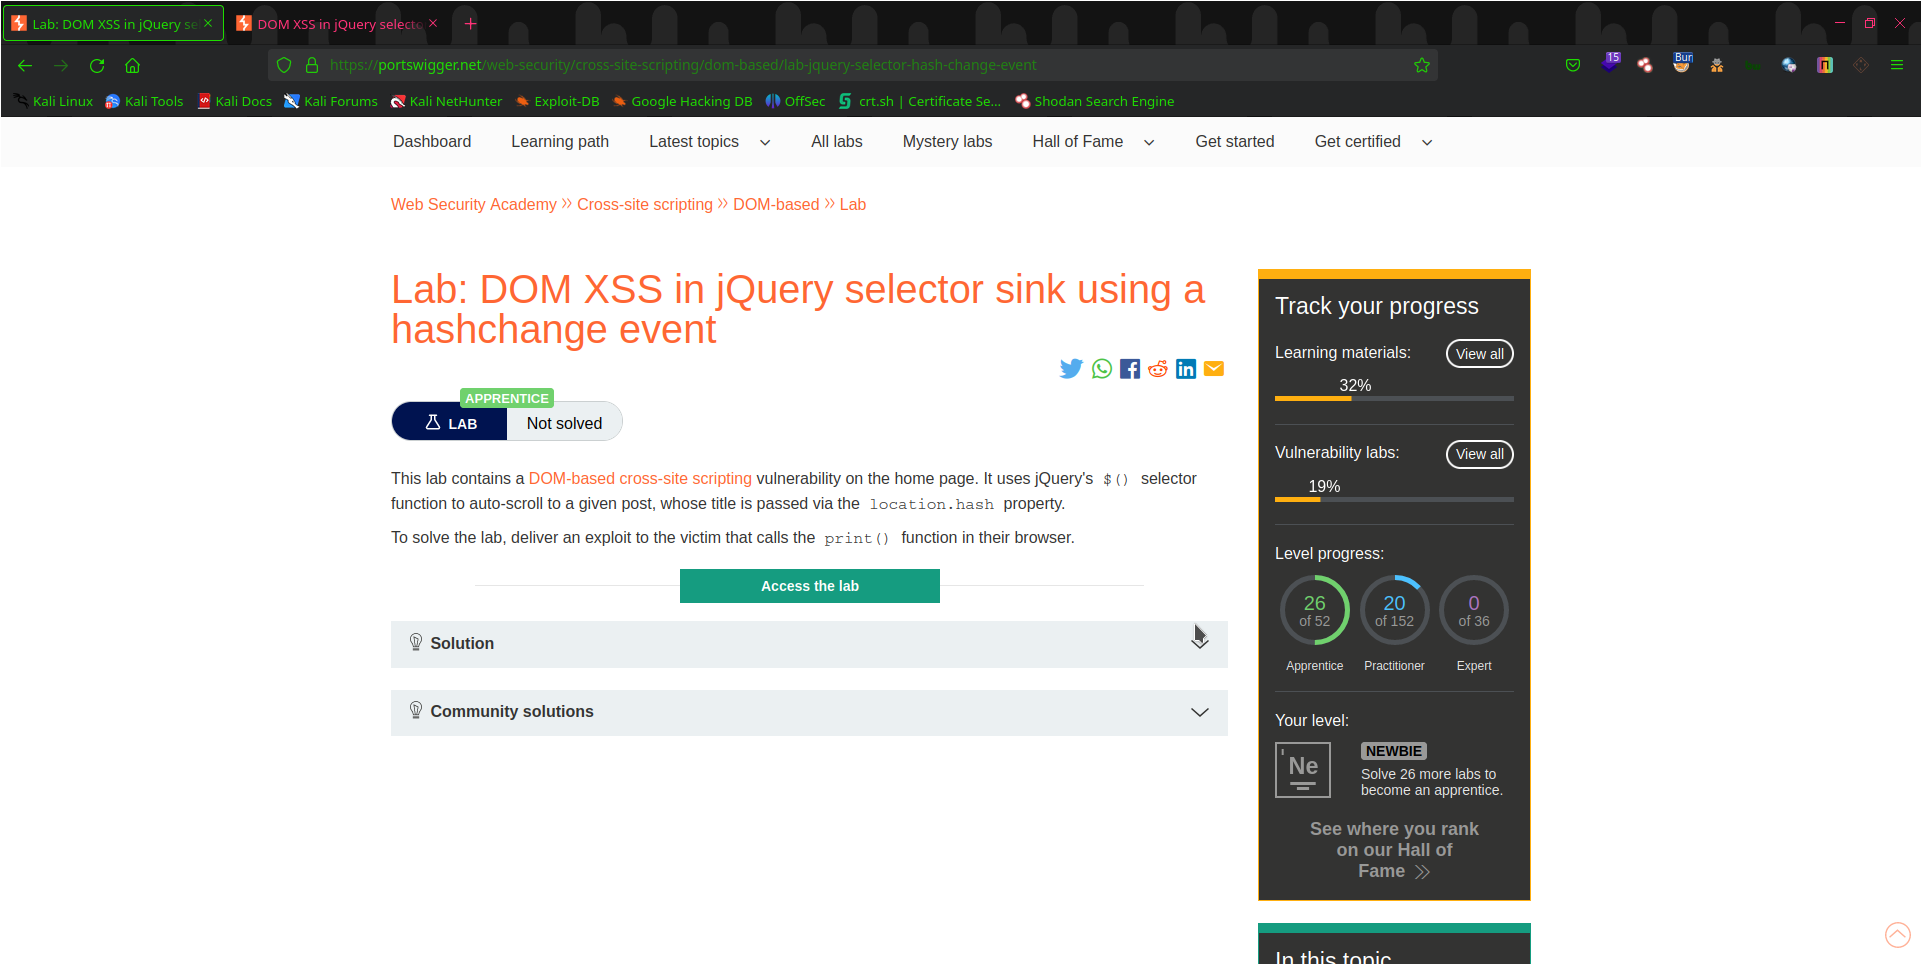 Lab: DOM XSS in jQuery se
DOM XSS in jQuery selecto
https://portswigger.net/web-security/cross-site-scripting/dom-based/lab-jquery-selector-hash-change-event
15
Bur
Kali Linux
Kali Tools
Kali Docs
Kali Forums
Kali NetHunter
Exploit-DB
Google Hacking DB
OffSec
crt.sh | Certificate Se...
Shodan Search Engine
Dashboard
Learning path
Latest topics
All labs
Mystery labs
Hall of Fame
Get started
Get certified
Web Security Academy » Cross-site scripting » DOM-based » Lab
Lab: DOM XSS in jQuery selector sink using a
hashchange event
APPRENTICE
LAB
Not solved
This lab contains a DOM-based cross-site scripting vulnerability on the home page. It uses jQuery's $() selector
function to auto-scroll to a given post, whose title is passed via the location.hash property.
To solve the lab, deliver an exploit to the victim that calls the print() function in their browser.
Access the lab
Solution
Community solutions
Track your progress
Learning materials:
View all
32%
Vulnerability labs:
View all
19%
Level progress:
26
of 52
20
of 152
0
of 36
Apprentice
Practitioner
Expert
Your level:
Ne
NEWBIE
Solve 26 more labs to
become an apprentice.
See where you rank
on our Hall of
Fame
In this topic